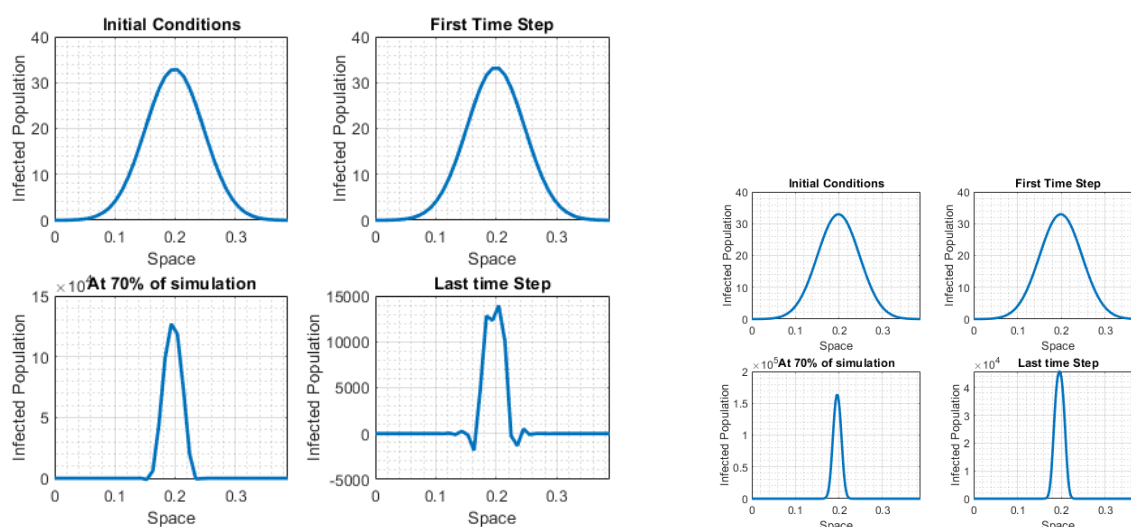 Initial Conditions
40
30
20
10
0
0 0.1 0.2 0.3
Infected Population
Space
First Time Step
40
30
20
10
0
0 0.1 0.2 0.3
Infected Population
Space
×10⁴
At 70% of simulation
15
10
5
0
0 0.1 0.2 0.3
Infected Population
Space
Last time Step
15000
10000
5000
0
-5000
0 0.1 0.2 0.3
Infected Population
Space
Initial Conditions
40
30
20
10
0
0 0.1 0.2 0.3
Infected Population
Space
First Time Step
40
30
20
10
0
0 0.1 0.2 0.3
Infected Population
Space
×10⁵
At 70% of simulation
2
1.5
1
0.5
0
0 0.1 0.2 0.3
Infected Population
Space
×10⁴
Last time Step
4
3
2
1
0
0 0.1 0.2 0.3
Infected Population
Space